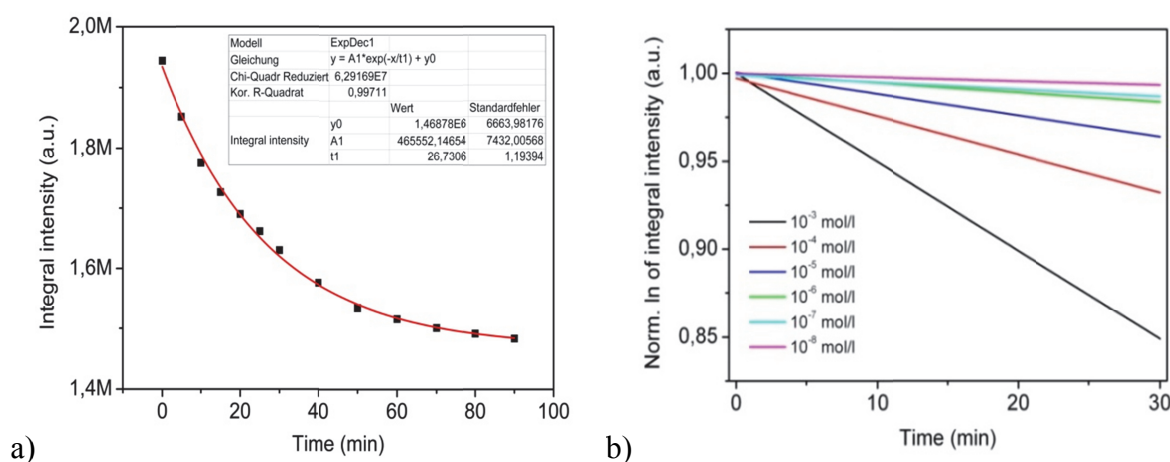 2,0M
1,8M
1,6M
1,4M
Integral intensity (a.u.)
Modell ExpDec1
Gleichung y = A1*exp(-x/t1) + y0
Chi-Quadr Reduziert 6,29169E7
Kor. R-Quadrat 0,99711
Wert Standardfehler
Integral intensity y0 1,46878E6 6663,98176
A1 465552,14654 7432,00568
t1 26,7306 1,19394
0 20 40 60 80 100
Time (min)
a)
1,00
0,95
0,90
0,85
Norm. ln of integral intensity (a.u.)
10⁻³ mol/l
10⁻⁴ mol/l
10⁻⁵ mol/l
10⁻⁶ mol/l
10⁻⁷ mol/l
10⁻⁸ mol/l
0 10 20 30
Time (min)
b)